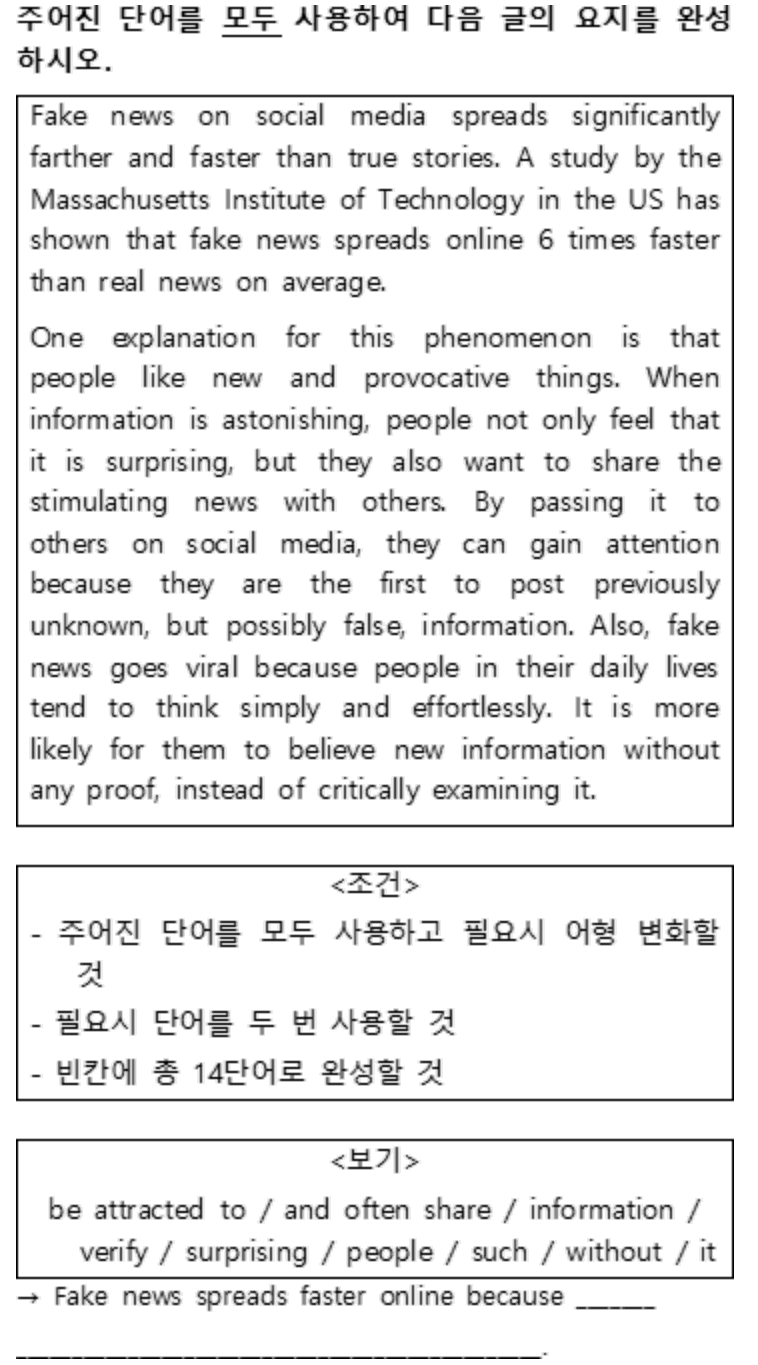 주어진 단어를 모두 사용하여 다음 글의 요지를 완성
하시오.
Fake news on social media spreads significantly
farther and faster than true stories. A study by the
Massachusetts Institute of Technology in the US has
shown that fake news spreads online 6 times faster
than real news on average.
One explanation for this phenomenon is that
people like new and provocative things. When
information is astonishing, people not only feel that
it is surprising, but they also want to share the
stimulating news with others. By passing it to
others on social media, they can gain attention
because they are the first to post previously
unknown, but possibly false, information. Also, fake
news goes viral because people in their daily lives
tend to think simply and effortlessly. It is more
likely for them to believe new information without
any proof, instead of critically examining it.
<조건>
- 주어진 단어를 모두 사용하고 필요시 어형 변화할
것
- 필요시 단어를 두 번 사용할 것
- 빈칸에 총 14단어로 완성할 것
<보기>
be attracted to / and often share / information /
verify / surprising / people / such / without / it
→ Fake news spreads faster online because ______
______________________________________.